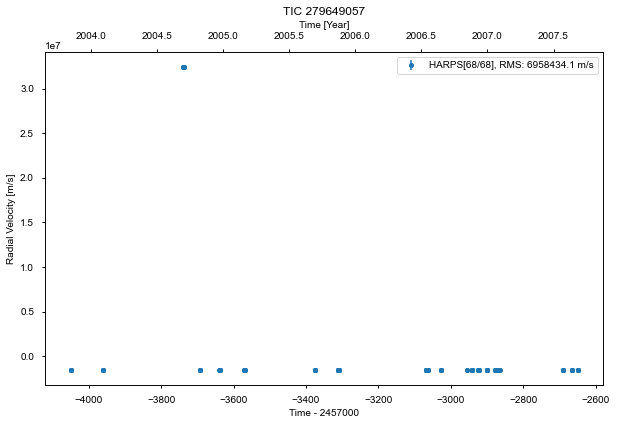 TIC 279649057
Time [Year]
2004.0 2004.5 2005.0 2005.5 2006.0 2006.5 2007.0 2007.5
1e7
HARPS[68/68], RMS: 6958434.1 m/s
3.0
2.5
2.0
1.5
1.0
0.5
0.0
Radial Velocity [m/s]
−4000 −3800 −3600 −3400 −3200 −3000 −2800 −2600
Time - 2457000